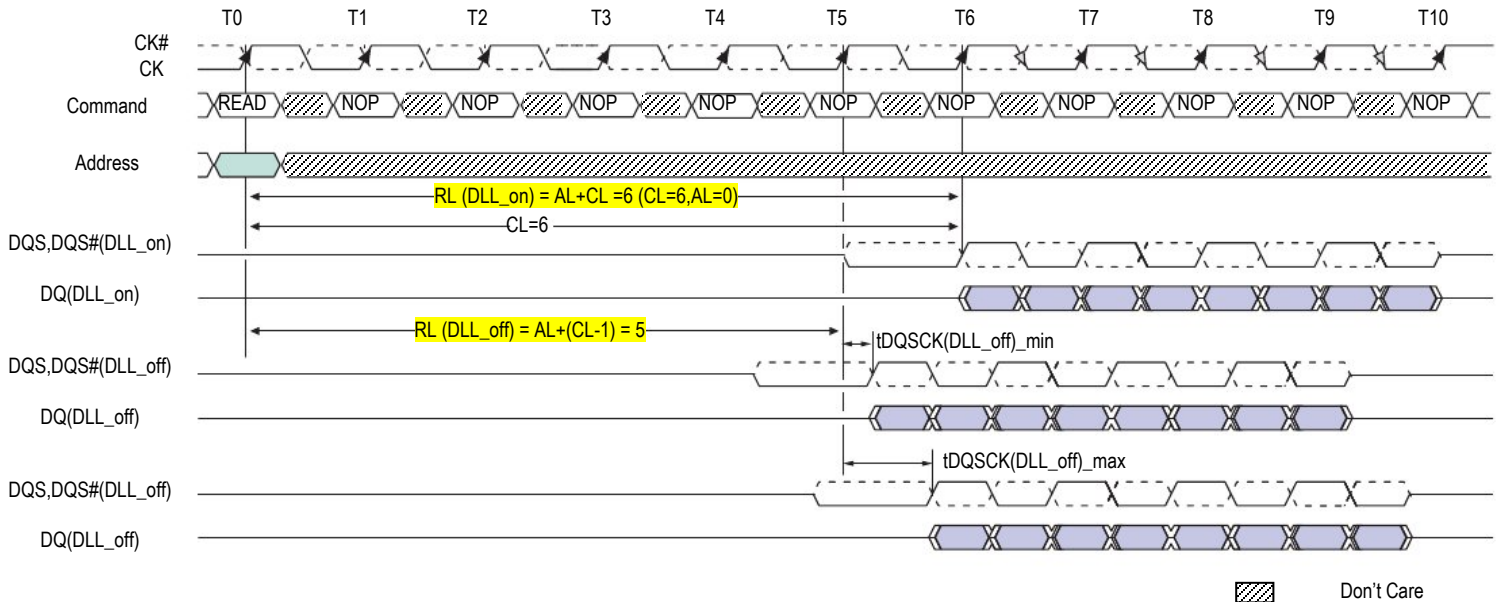 T0 T1 T2 T3 T4 T5 T6 T7 T8 T9 T10
CK#
CK
Command READ NOP NOP NOP NOP NOP NOP NOP NOP NOP NOP
Address
RL (DLL_on) = AL+CL =6 (CL=6,AL=0)
CL=6
DQS,DQS#(DLL_on)
DQ(DLL_on)
RL (DLL_off) = AL+(CL-1) = 5
tDQSCK(DLL_off)_min
DQS,DQS#(DLL_off)
DQ(DLL_off)
tDQSCK(DLL_off)_max
DQS,DQS#(DLL_off)
DQ(DLL_off)
Don't Care